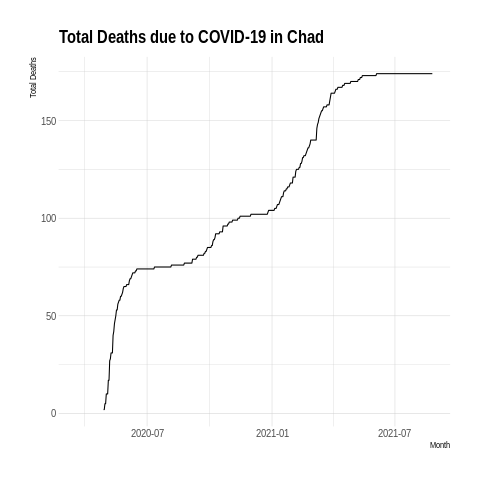 Total Deaths due to COVID-19 in Chad
Total Deaths
150
100
50
0
2020-07
2021-01
2021-07
Month